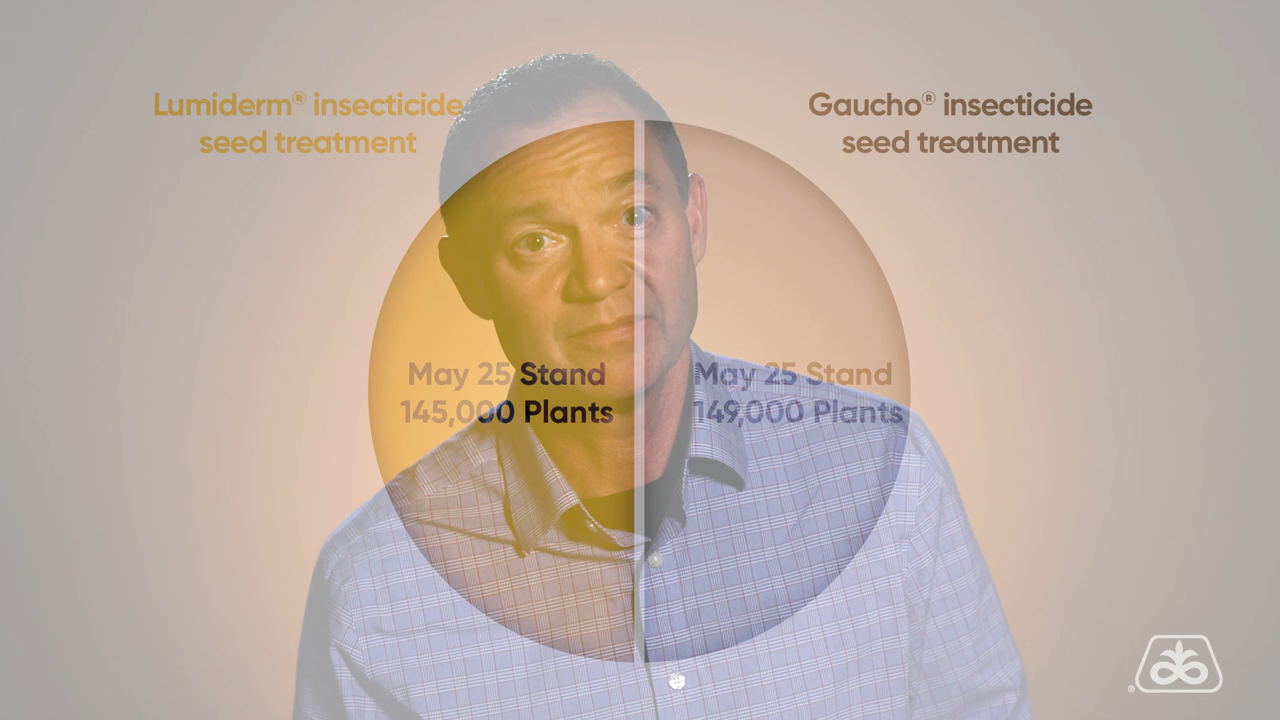 Lumiderm® insecticide
seed treatment
Gaucho® insecticide
seed treatment
May 25 Stand
145,000 Plants
May 25 Stand
149,000 Plants
®